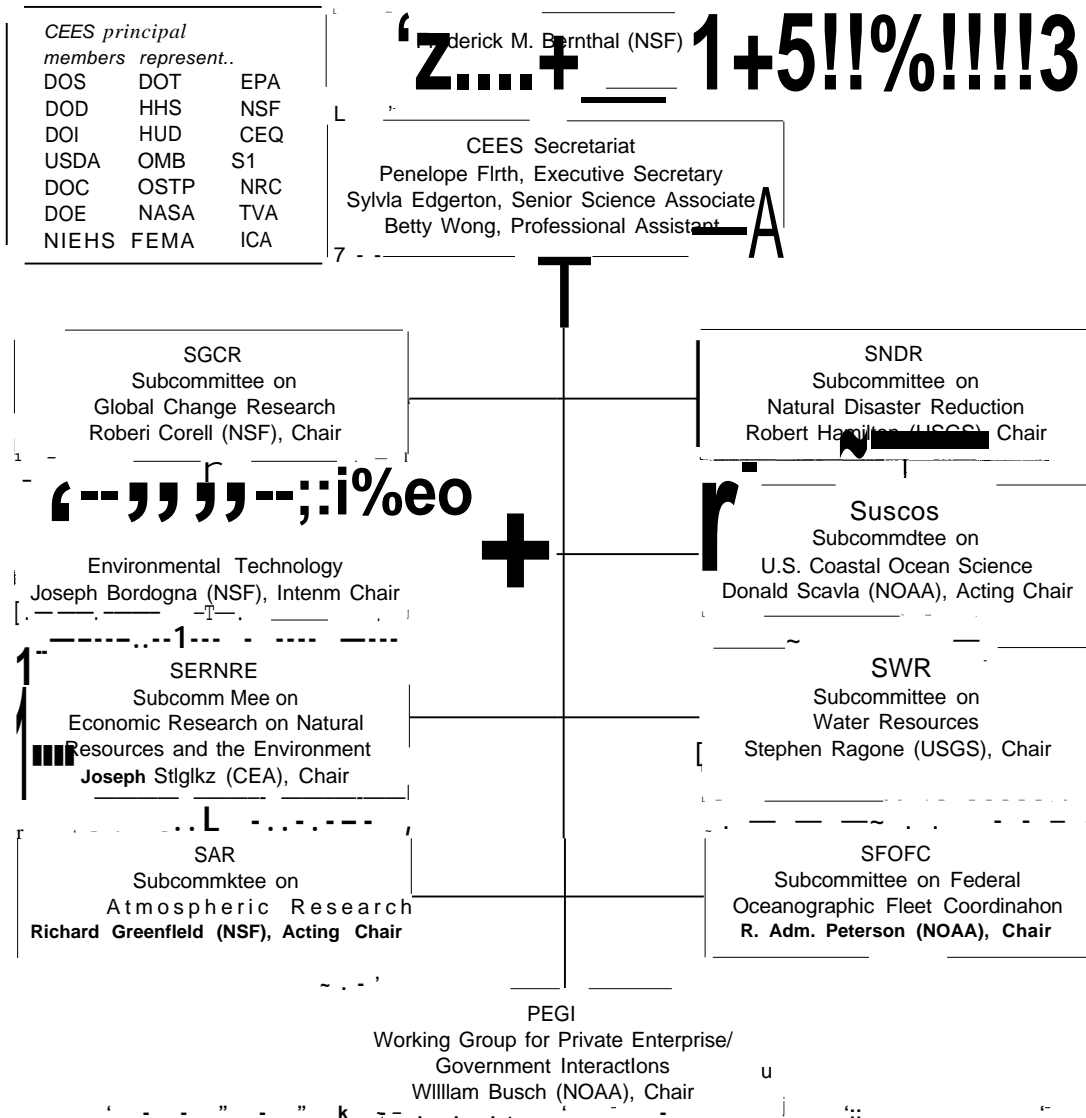 CEES principal
members represent..
DOS DOT EPA
DOD HHS NSF
DOI HUD CEQ
USDA OMB S1
DOC OSTP NRC
DOE NASA TVA
NIEHS FEMA ICA
M. Bernthal (NSF)
‘z....+ 1+5!!%!!!!3
CEES Secretariat
Penelope FIrth, Executive Secretary
Sylvla Edgerton, Senior Science Associate
Betty Wong, Professional Assistant
SGCR
Subcommittee on
Global Change Research
Roberi Corell (NSF), Chair
SNDR
Subcommittee on
Natural Disaster Reduction
Robert Hamilton (USGS), Chair
‘--,, ,,--;:i%eo
Environmental Technology
Joseph Bordogna (NSF), Intenm Chair
Suscos
Subcommdtee on
U.S. Coastal Ocean Science
Donald Scavla (NOAA), Acting Chair
SERNRE
Subcomm Mee on
Economic Research on Natural
Resources and the Environment
Joseph Stlglkz (CEA), Chair
SWR
Subcommittee on
Water Resources
Stephen Ragone (USGS), Chair
SAR
Subcommktee on
Atmospheric Research
Richard Greenfleld (NSF), Acting Chair
SFOFC
Subcommittee on Federal
Oceanographic Fleet Coordinahon
R. Adm. Peterson (NOAA), Chair
PEGI
Working Group for Private Enterprise/
Government InteractIons
WIlllam Busch (NOAA), Chair